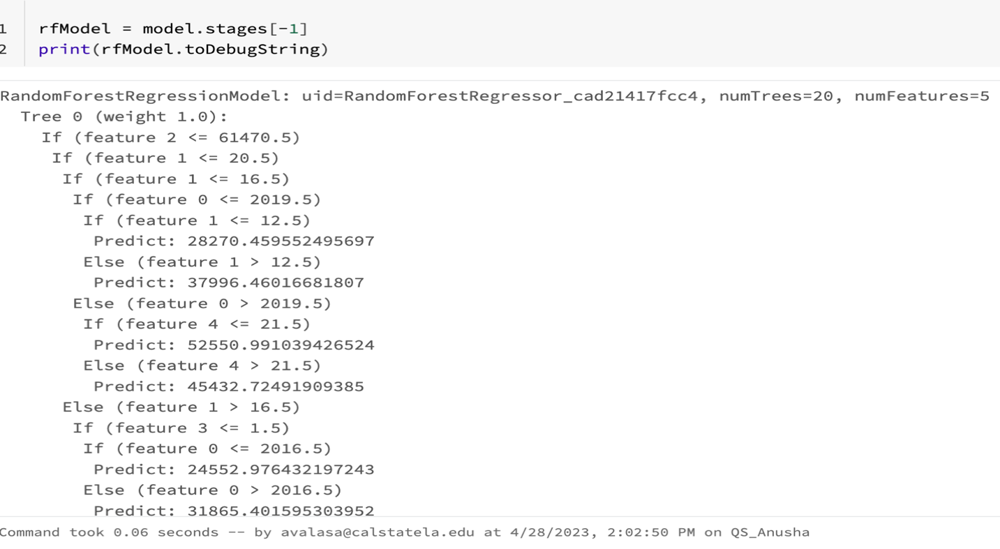 1 rfModel = model.stages[-1]
2 print(rfModel.toDebugString)
RandomForestRegressionModel: uid=RandomForestRegressor_cad21417fcc4, numTrees=20, numFeatures=5
Tree 0 (weight 1.0):
If (feature 2 <= 61470.5)
If (feature 1 <= 20.5)
If (feature 1 <= 16.5)
If (feature 0 <= 2019.5)
If (feature 1 <= 12.5)
Predict: 28270.459552495697
Else (feature 1 > 12.5)
Predict: 37996.46016681807
Else (feature 0 > 2019.5)
If (feature 4 <= 21.5)
Predict: 52550.991039426524
Else (feature 4 > 21.5)
Predict: 45432.72491909385
Else (feature 1 > 16.5)
If (feature 3 <= 1.5)
If (feature 0 <= 2016.5)
Predict: 24552.976432197243
Else (feature 0 > 2016.5)
Predict: 31865.401595303952
Command took 0.06 seconds -- by avalasa@calstatela.edu at 4/28/2023, 2:02:50 PM on QS_Anusha